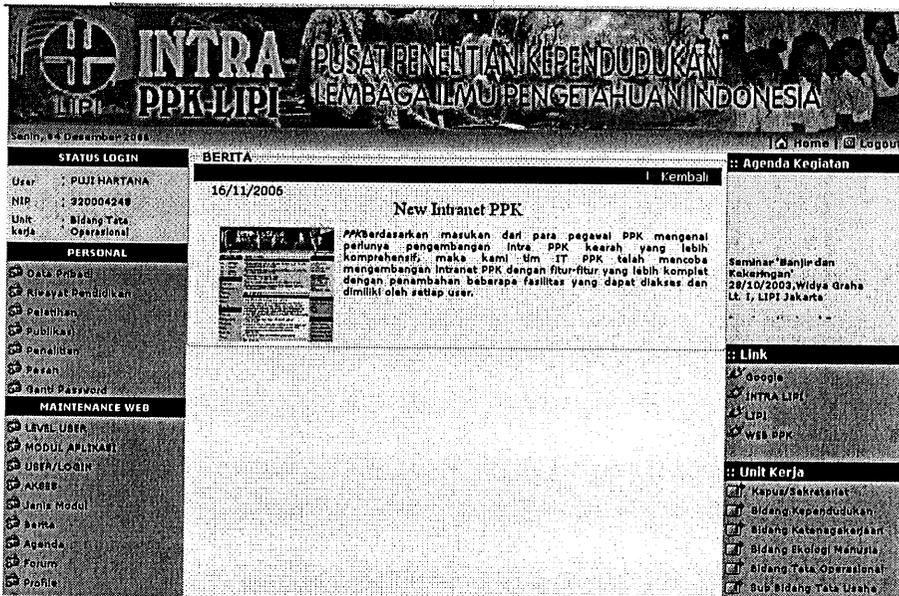 LIPI
INTRA-
PPK-LIPI
PUSAT PENELITIAN KEPENDUDUKAN
LEMBAGA ILMU PENGETAHUAN INDONESIA
Senin, 04 Desember 2006
Home | Logout
STATUS LOGIN
User : PUJI HARTANA
NIP : 320004248
Unit kerja : Bidang Tata
Operasional
PERSONAL
Data Pribadi
Riwayat Pendidikan
Pelatihan
Publikasi
Penelitian
Pesan
Ganti Password
MAINTENANCE WEB
LEVEL USER
MODUL APLIKASI
USER/LOGIN
AKSES
Jenis Modul
Berita
Agenda
Forum
Profile
BERITA
| Kembali
16/11/2006
New Intranet PPK
PPKBerdasarkan masukan dari para pegawai PPK mengenai
perlunya pengembangan Intra PPK kearah yang lebih
komprehensif, maka kami tim IT PPK telah mencoba
mengembangan Intranet PPK dengan fitur-fitur yang lebih komplet
dengan penambahan beberapa fasilitas yang dapat diakses dan
dimiliki oleh setiap user.
:: Agenda Kegiatan
Seminar 'Banjir dan
Kekeringan'
28/10/2003,Widya Graha
Lt. I, LIPI Jakarta
:: Link
Google
INTRA LIPI
LIPI
WEB PPK
:: Unit Kerja
Kapus/Sekretariat
Bidang Kependudukan
Bidang Ketenagakerjaan
Bidang Ekologi Manusia
Bidang Tata Operasional
Sub Bidang Tata Usaha